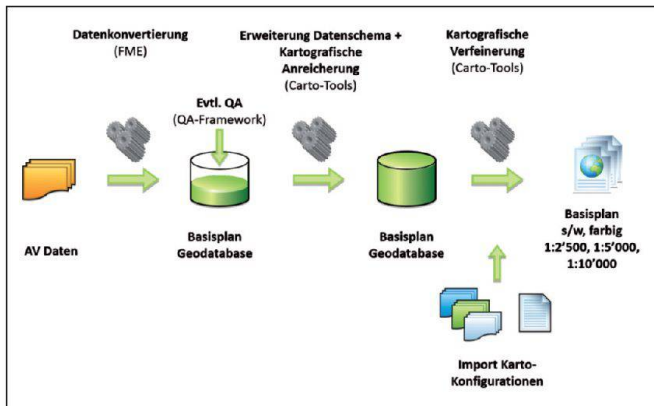 Datenkonvertierung
(FME)
Erweiterung Datenschema +
Kartografische
Anreicherung
(Carto-Tools)
Kartografische
Verfeinerung
(Carto-Tools)
Evtl. QA
(QA-Framework)
AV Daten
Basisplan
Geodatabase
Basisplan
Geodatabase
Basisplan
s/w, farbig
1:2'500, 1:5'000,
1:10'000
Import Karto-
Konfigurationen